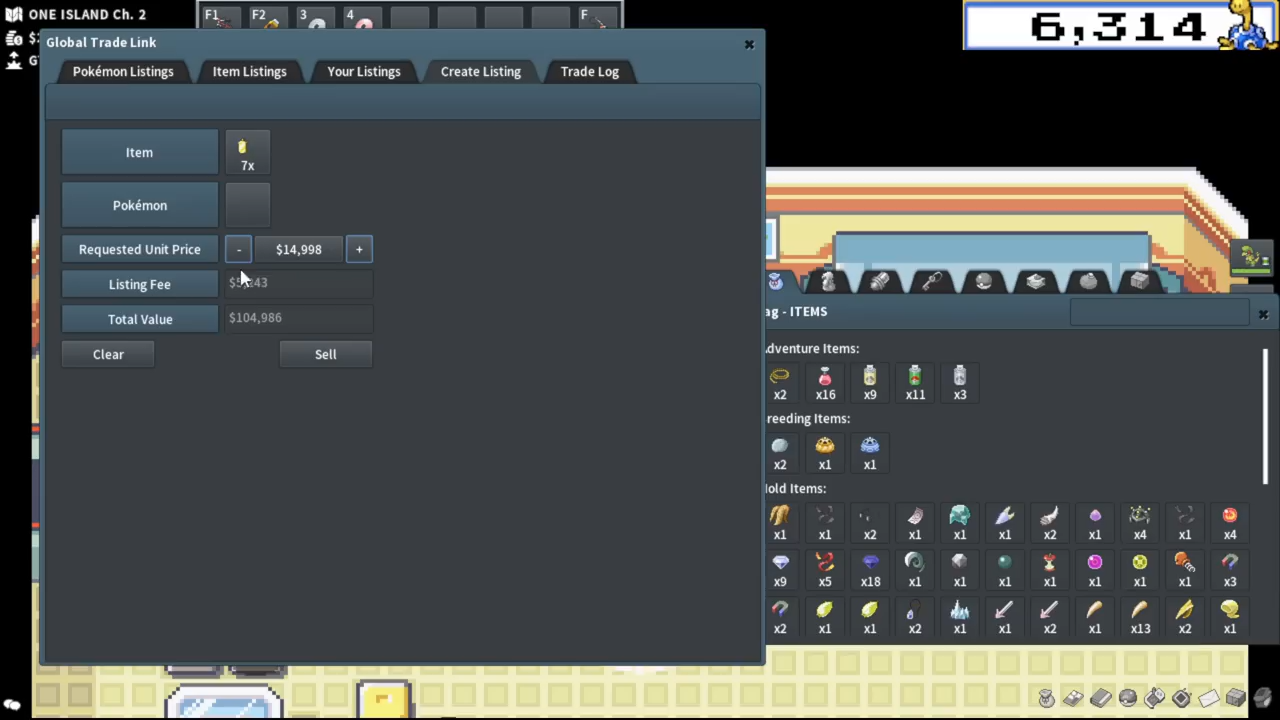 ONE ISLAND Ch. 2
F1 F2 3 4 F
6,314
Global Trade Link
Pokémon Listings Item Listings Your Listings Create Listing Trade Log
Item 7x
Pokémon
Requested Unit Price - $14,998 +
Listing Fee
Total Value $104,986
Clear Sell
ag - ITEMS
Adventure Items:
x2 x16 x9 x11 x3
reeding Items:
x2 x1 x1
Hold Items:
x1 x1 x2 x1 x1 x1 x2 x1 x4 x1 x4
x9 x5 x18 x1 x1 x1 x1 x1 x1 x1 x3
x2 x1 x1 x2 x1 x1 x2 x1 x13 x2 x1